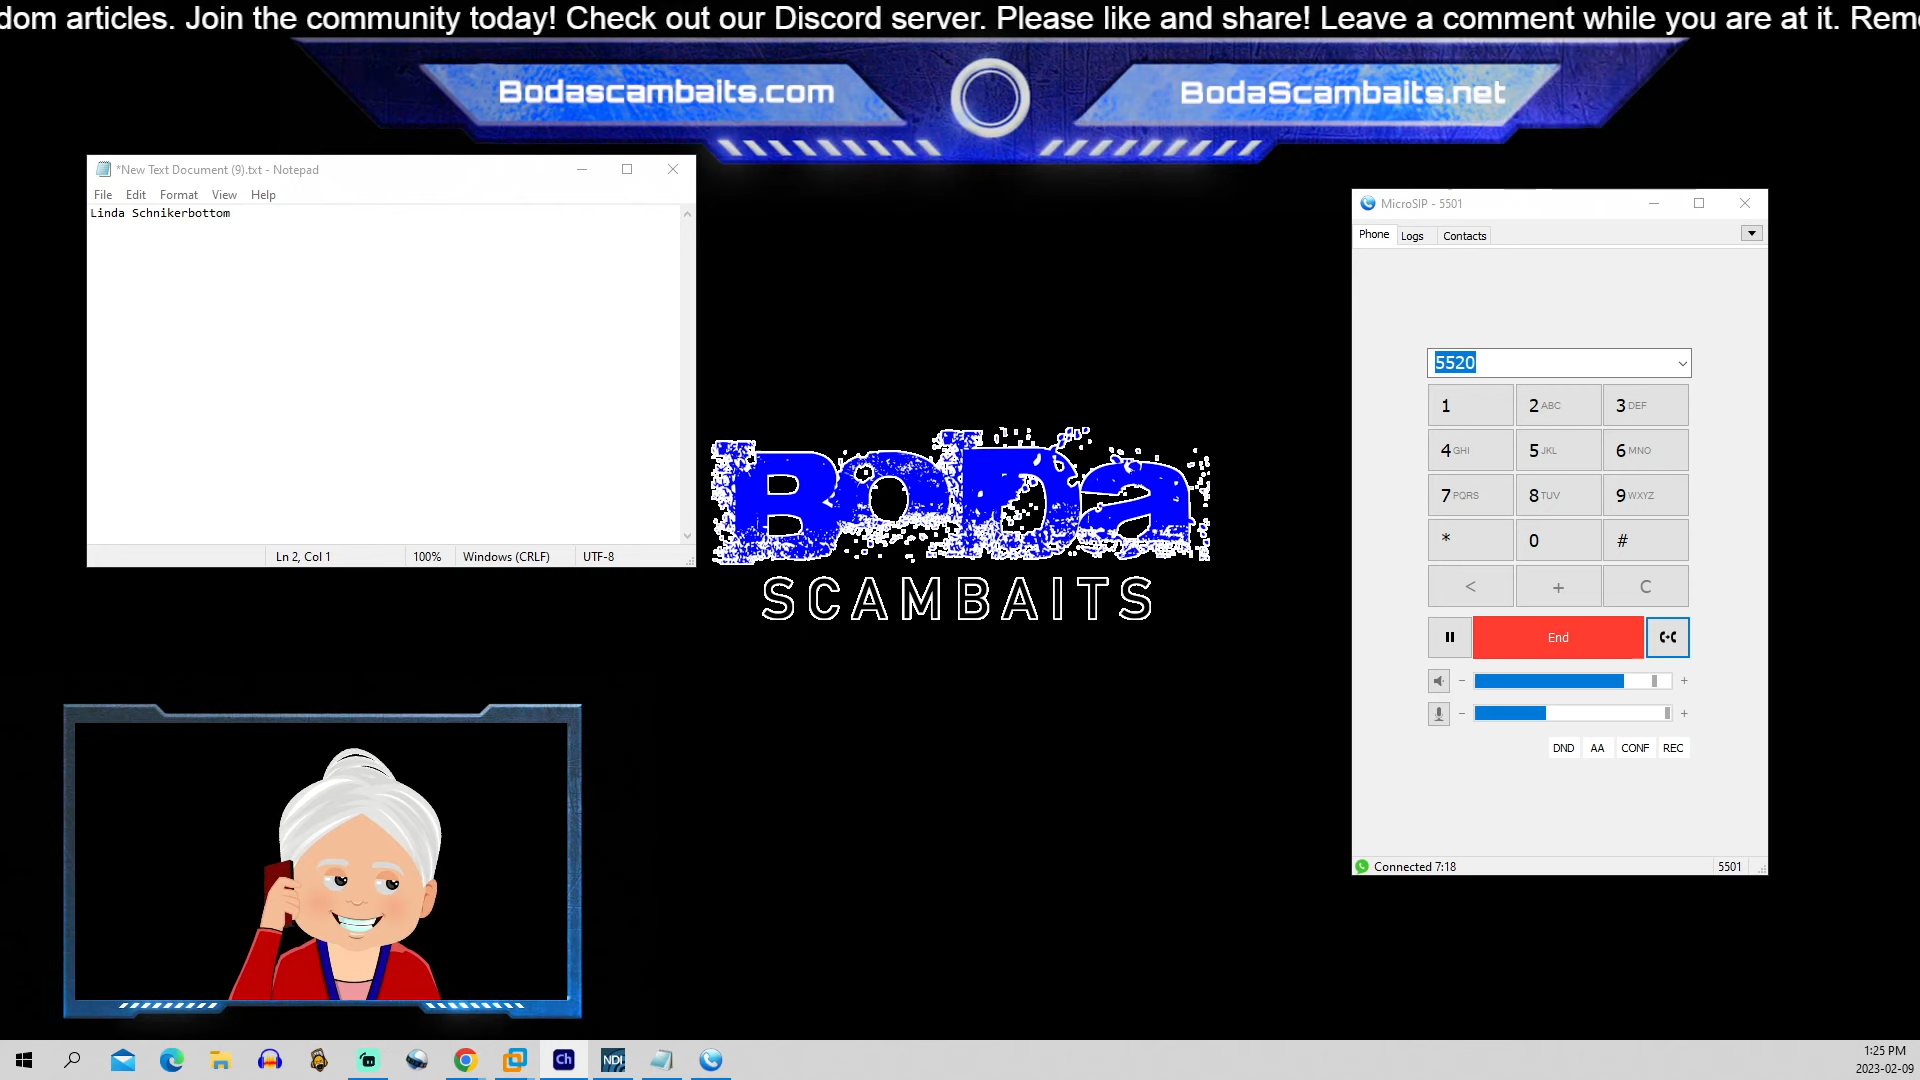 dom articles. Join the community today! Check out our Discord server. Please like and share! Leave a comment while you are at it. Rem
Bodascambaits.com
BodaScambaits.net
*New Text Document (9).txt - Notepad
File Edit Format View Help
Linda Schnikerbottom
Ln 2, Col 1 100% Windows (CRLF) UTF-8
BoDa
SCAMBAITS
MicroSIP - 5501
Phone Logs Contacts
5520
1 2 ABC 3 DEF
4 GHI 5 JKL 6 MNO
7 PQRS 8 TUV 9 WXYZ
* 0 #
< + C
End
- +
- +
DND AA CONF REC
Connected 7:18 5501
Ch
NDI
1:25 PM
2023-02-09